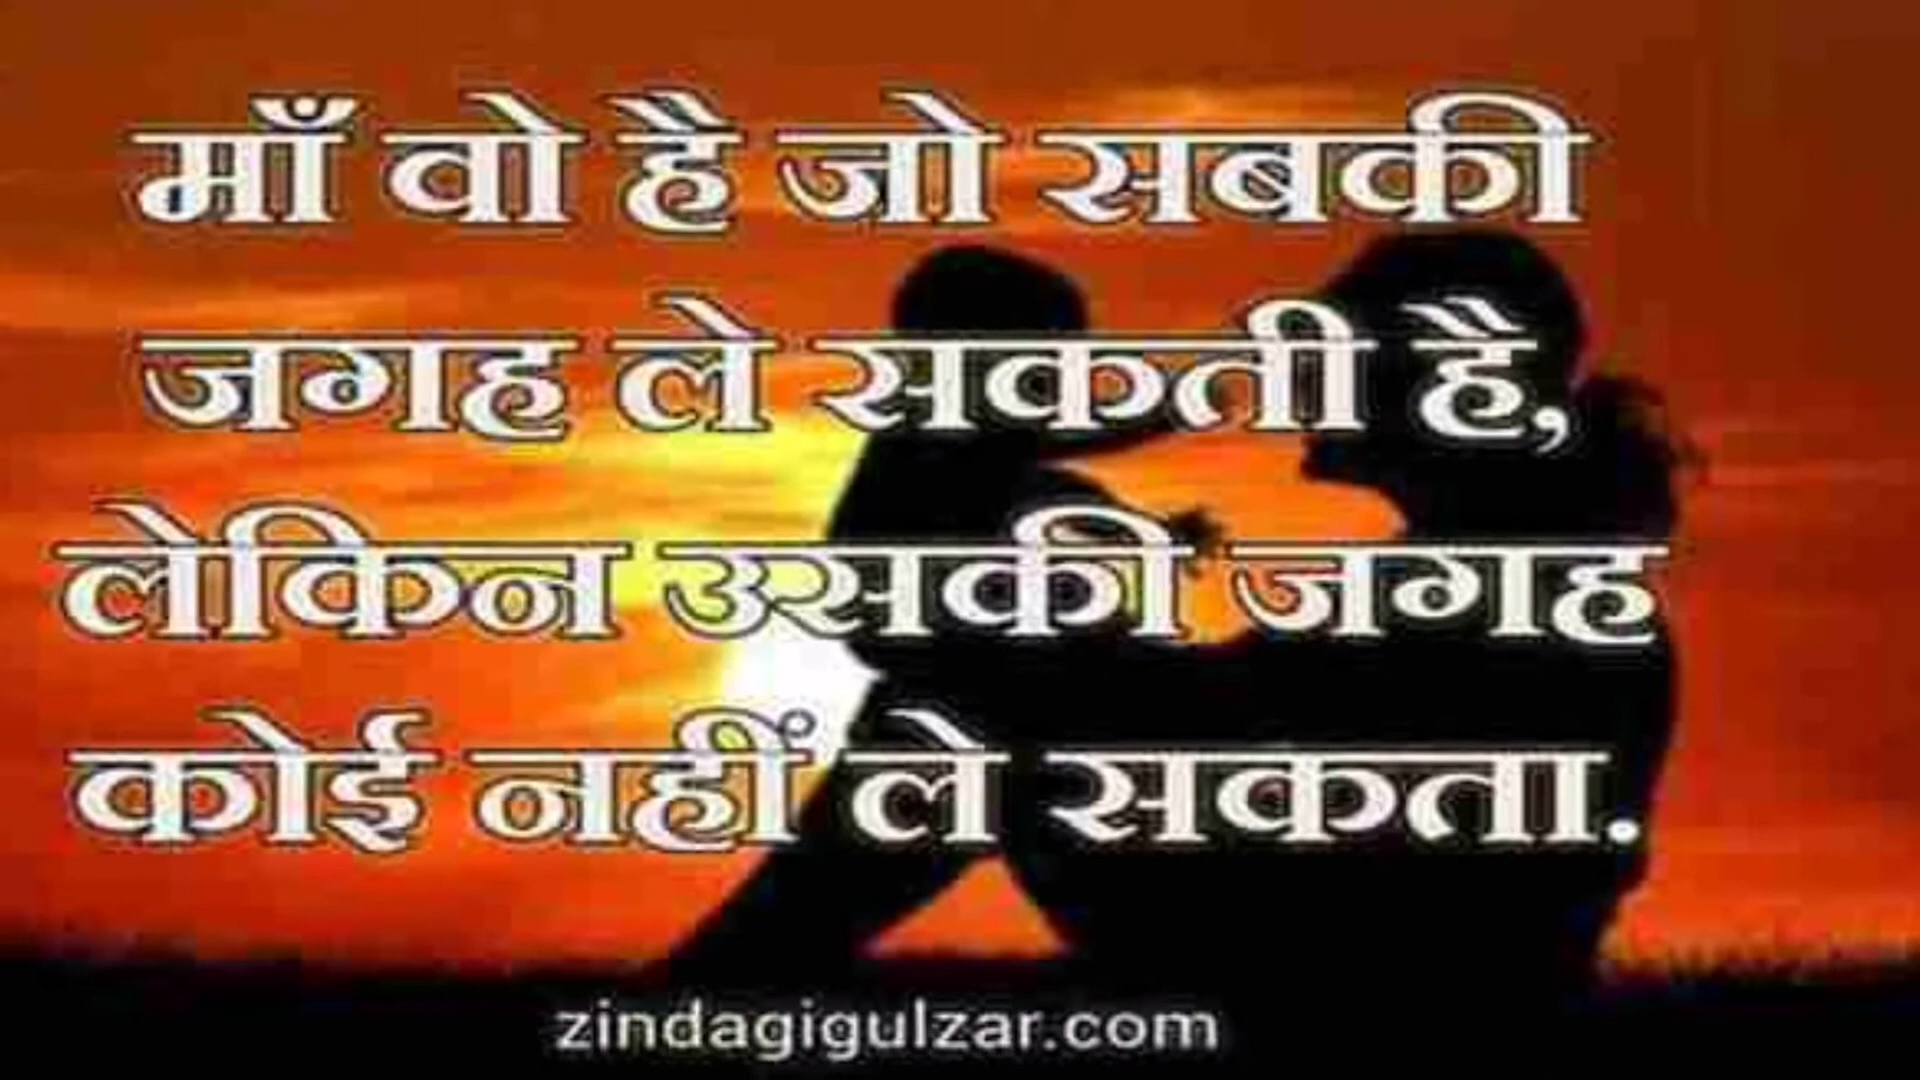 माँ वो है जो सबकी
जगह ले सकती है,
लेकिन उसकी जगह
कोई नहीं ले सकता.
zindagigulzar.com